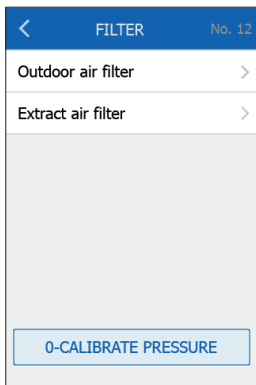 FILTER No. 12
Outdoor air filter
Extract air filter
0-CALIBRATE PRESSURE